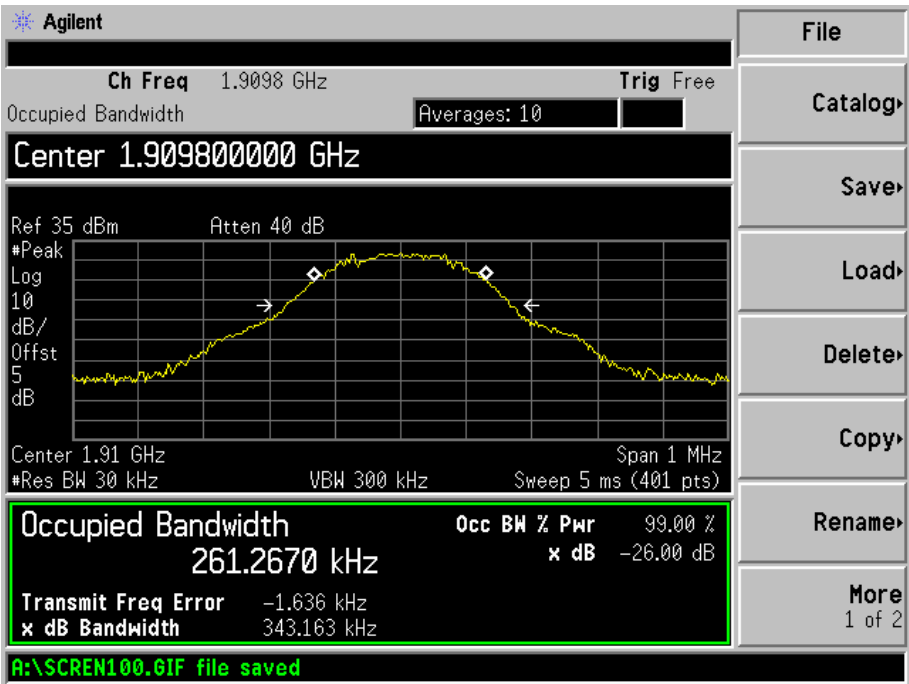 Agilent
File
Ch Freq 1.9098 GHz Trig Free
Occupied Bandwidth Averages: 10
Catalog
Center 1.909800000 GHz
Save
Ref 35 dBm Atten 40 dB
#Peak
Log
10
dB/
Offst
5
dB
Load
Delete
Copy
Center 1.91 GHz Span 1 MHz
#Res BW 30 kHz VBW 300 kHz Sweep 5 ms (401 pts)
Occupied Bandwidth Occ BW % Pwr 99.00 %
261.2670 kHz x dB -26.00 dB
Rename
Transmit Freq Error -1.636 kHz
x dB Bandwidth 343.163 kHz
More
1 of 2
A:\SCREN100.GIF file saved